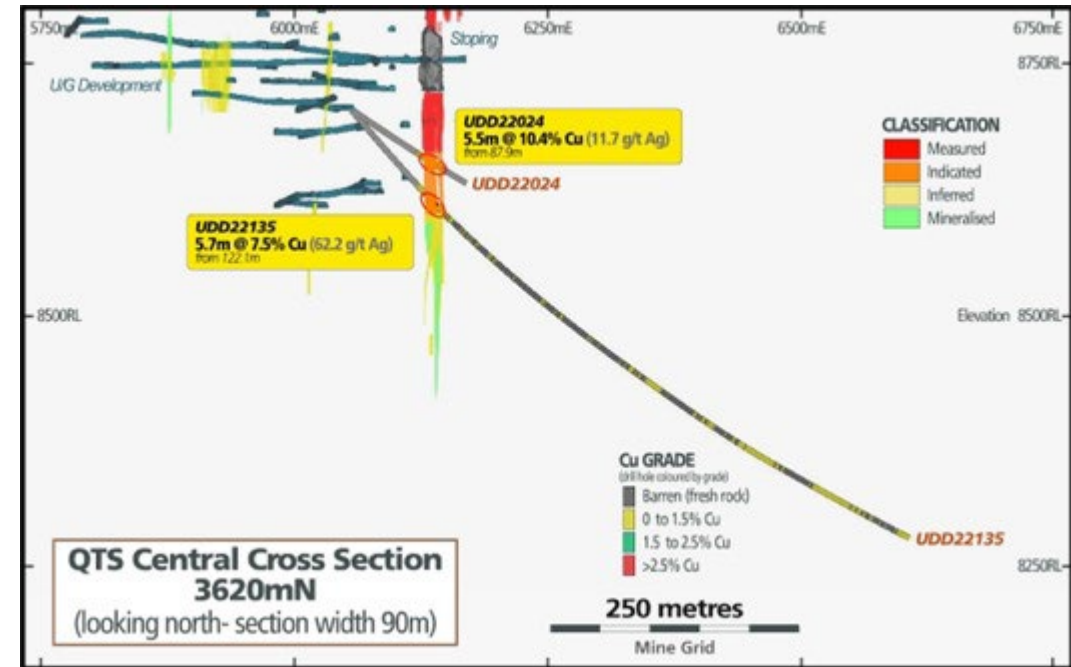 5750mE 6000mE 6250mE 6500mE 6750mE
Stoping
8750RL 8750RL
U/G Development
UDD22024
5.5m @ 10.4% Cu (11.7 g/t Ag)
from 87.9m
UDD22024
CLASSIFICATION
Measured
Indicated
Inferred
Mineralised
UDD22135
5.7m @ 7.5% Cu (62.2 g/t Ag)
from 122.1m
8500RL Elevation 8500RL
Cu GRADE
(drill hole coloured by grade)
Barren (fresh rock)
0 to 1.5% Cu
1.5 to 2.5% Cu
>2.5% Cu
UDD22135
8250RL
QTS Central Cross Section
3620mN
(looking north- section width 90m)
250 metres
Mine Grid